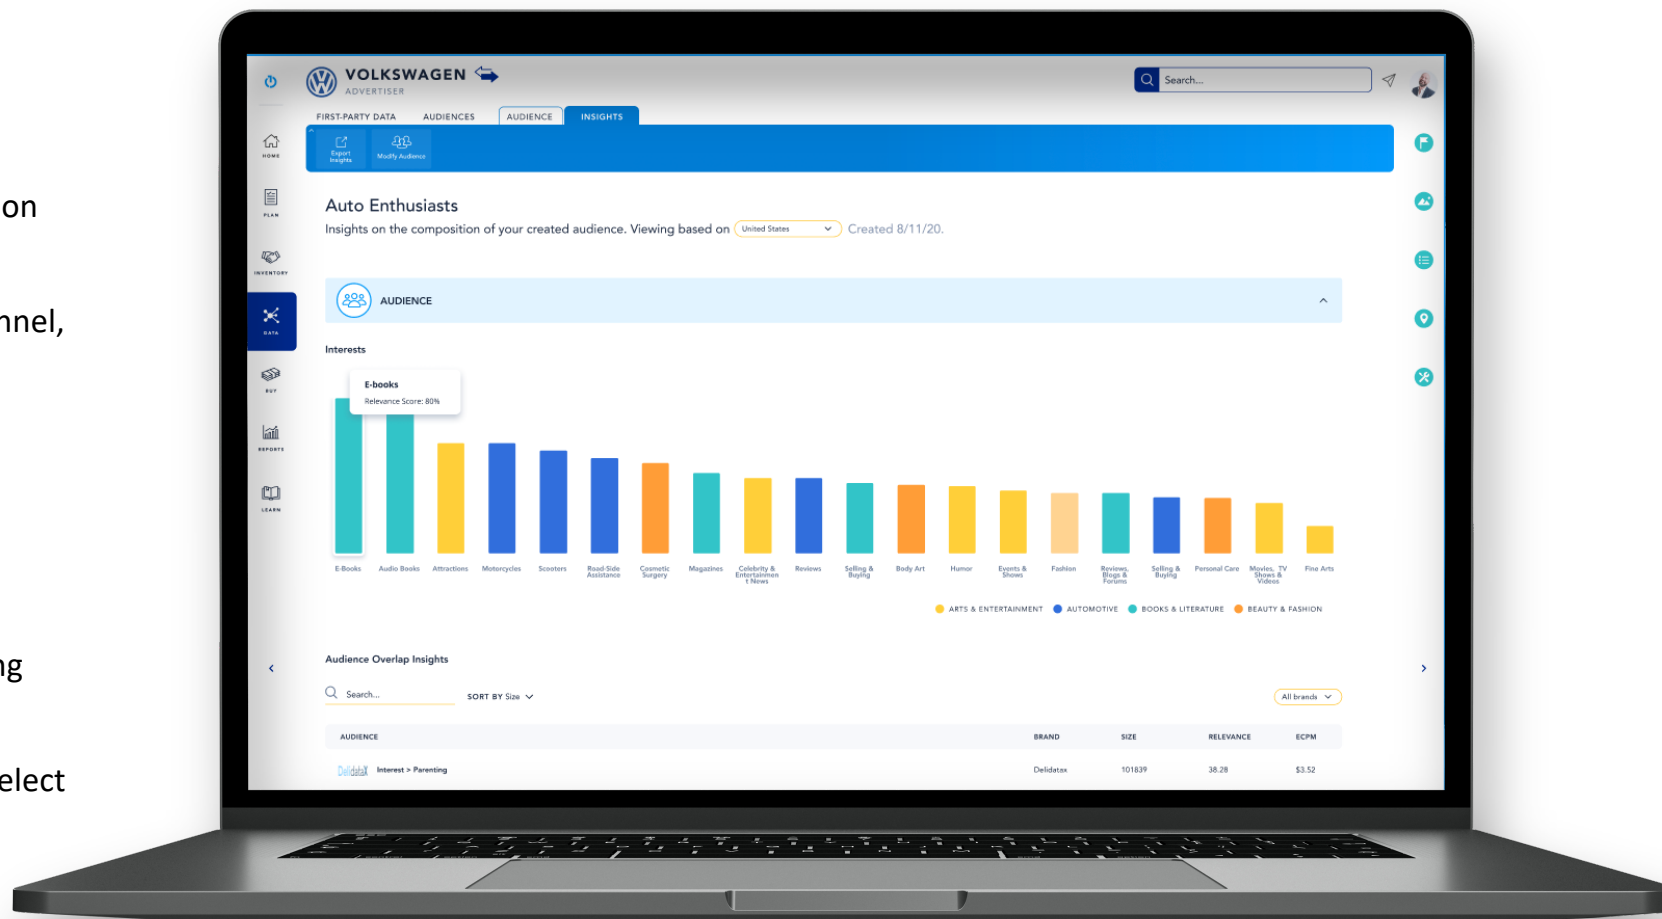 on
nnel,
ng
elect
VOLKSWAGEN
ADVERTISER
Search...
FIRST-PARTY DATA
AUDIENCES
AUDIENCE
INSIGHTS
Export
Insights
Modify Audience
HOME
PLAN
INVENTORY
DATA
BUY
REPORTS
LEARN
Auto Enthusiasts
Insights on the composition of your created audience. Viewing based on United States Created 8/11/20.
AUDIENCE
Interests
E-books
Relevance Score: 80%
E-Books
Audio Books
Attractions
Motorcycles
Scooters
Road-Side
Assistance
Cosmetic
Surgery
Magazines
Celebrity &
Entertainmen
t News
Reviews
Selling &
Buying
Body Art
Humor
Events &
Shows
Fashion
Reviews,
Blogs &
Forums
Selling &
Buying
Personal Care
Movies, TV
Shows &
Videos
Fine Arts
ARTS & ENTERTAINMENT
AUTOMOTIVE
BOOKS & LITERATURE
BEAUTY & FASHION
Audience Overlap Insights
Search...
SORT BY Size
All brands
AUDIENCE BRAND SIZE RELEVANCE ECPM
DelidataX Interest > Parenting Delidatax 101839 38.28 $3.52